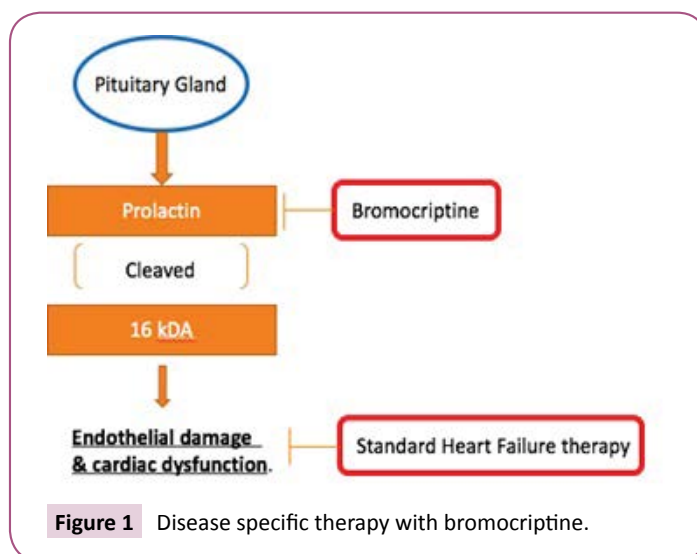 Pituitary Gland
Prolactin
Bromocriptine
Cleaved
16 kDA
Endothelial damage
& cardiac dysfunction.
Standard Heart Failure therapy
Figure 1 Disease specific therapy with bromocriptine.